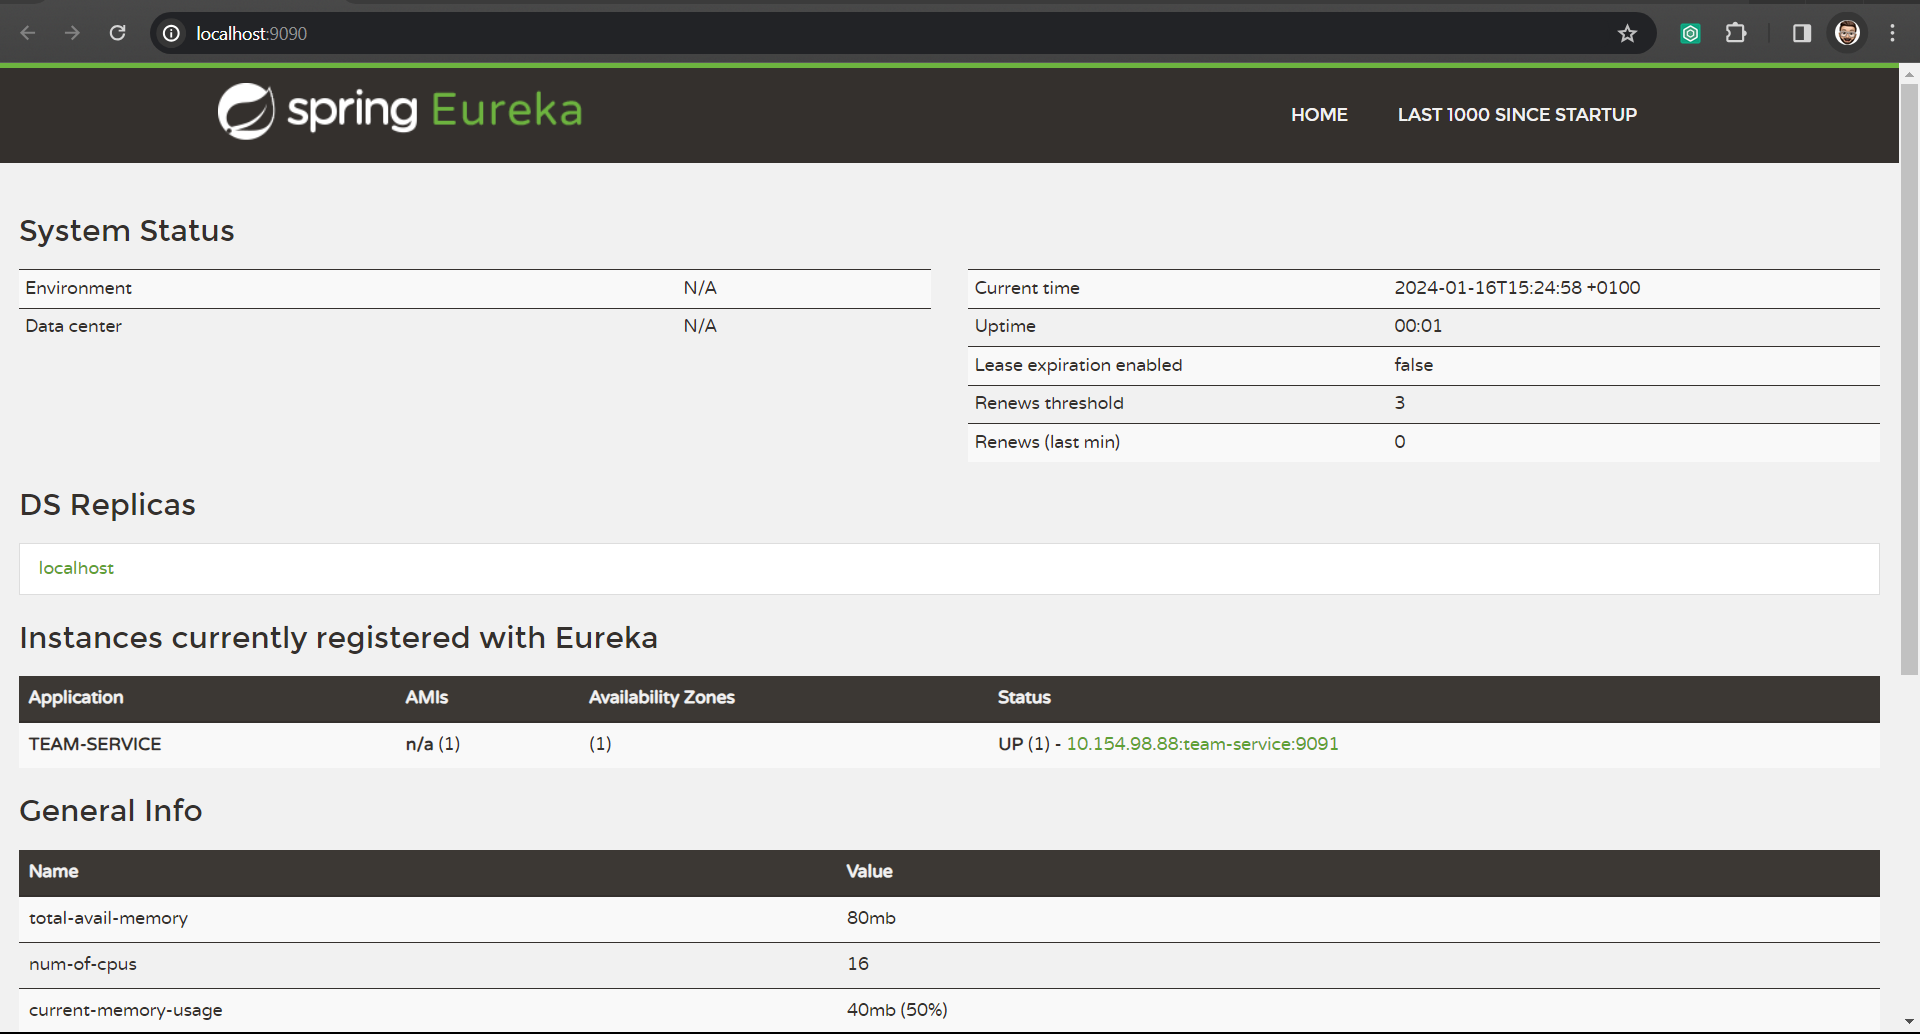 localhost:9090
spring Eureka
HOME LAST 1000 SINCE STARTUP
System Status
Environment N/A
Data center N/A
Current time 2024-01-16T15:24:58 +0100
Uptime 00:01
Lease expiration enabled false
Renews threshold 3
Renews (last min) 0
DS Replicas
localhost
Instances currently registered with Eureka
Application AMIs Availability Zones Status
TEAM-SERVICE n/a (1) (1) UP (1) - 10.154.98.88:team-service:9091
General Info
Name Value
total-avail-memory 80mb
num-of-cpus 16
current-memory-usage 40mb (50%)